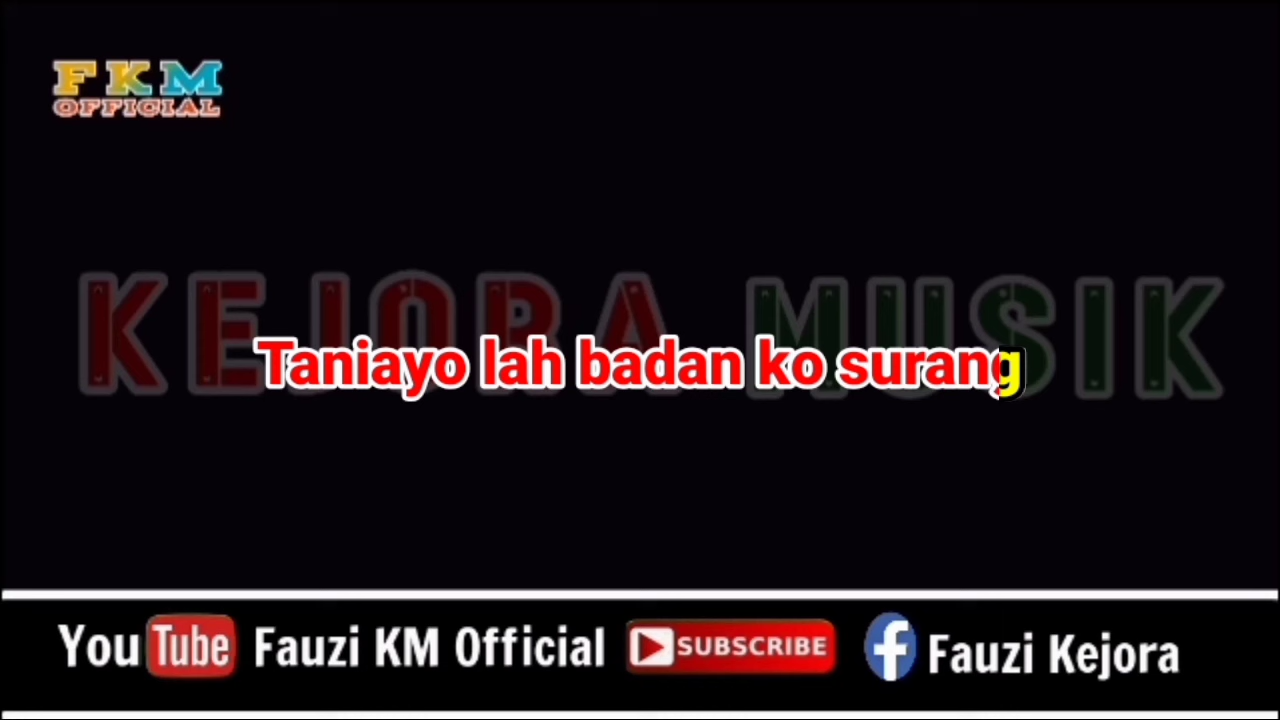 FKM
OFFICIAL
KEJORA MUSIK
Taniayo lah badan ko surang
YouTube Fauzi KM Official SUBSCRIBE f Fauzi Kejora